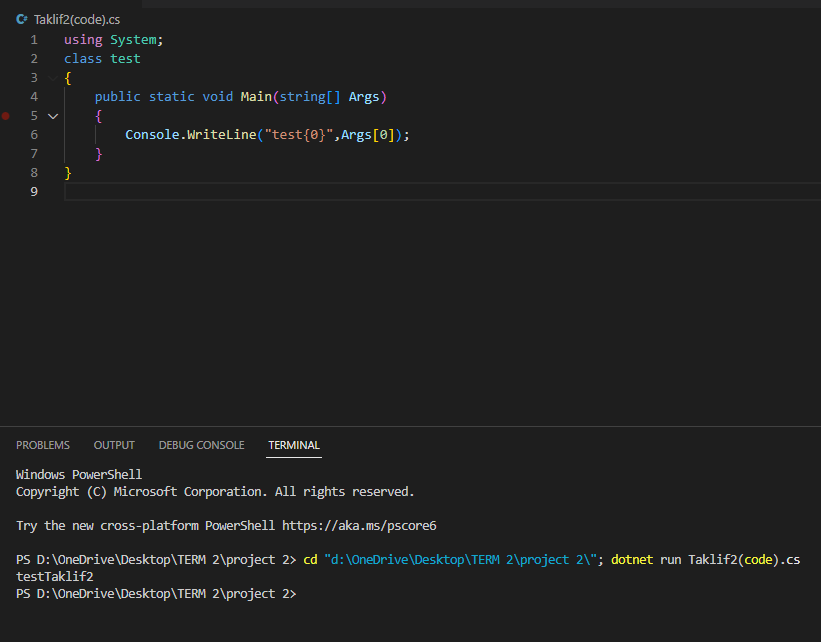 Taklif2(code).cs
1 using System;
2 class test
3 {
4 public static void Main(string[] Args)
5 {
6 Console.WriteLine("test{0}",Args[0]);
7 }
8 }
9
PROBLEMS OUTPUT DEBUG CONSOLE TERMINAL
Windows PowerShell
Copyright (C) Microsoft Corporation. All rights reserved.
Try the new cross-platform PowerShell https://aka.ms/pscore6
PS D:\OneDrive\Desktop\TERM 2\project 2> cd "d:\OneDrive\Desktop\TERM 2\project 2\"; dotnet run Taklif2(code).cs
testTaklif2
PS D:\OneDrive\Desktop\TERM 2\project 2>